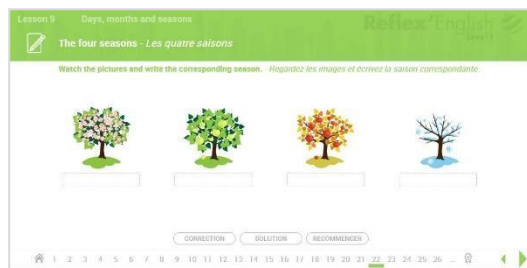 Lesson 9 Days, months and seasons
Reflex'English
Level 1
The four seasons - Les quatre saisons
Watch the pictures and write the corresponding season. - Regardez les images et écrivez la saison correspondante.
CORRECTION SOLUTION RECOMMENCER
1 2 3 4 5 6 7 8 9 10 11 12 13 14 15 16 17 18 19 20 21 22 23 24 25 26 ...